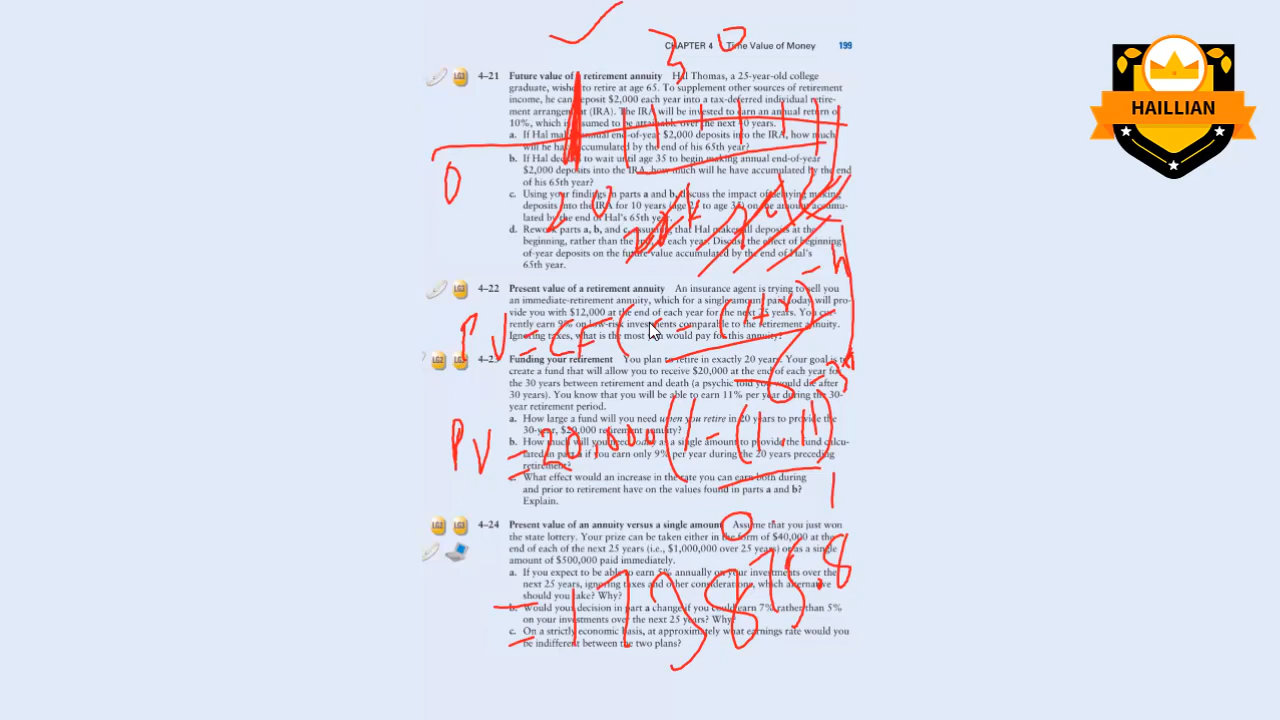 CHAPTER 4 Time Value of Money 199
4–21 Future value of a retirement annuity Hal Thomas, a 25-year-old college
graduate, wishes to retire at age 65. To supplement other sources of retirement
income, he can deposit $2,000 each year into a tax-deferred individual retire-
ment arrangement (IRA). The IRA will be invested to earn an annual return of
10%, which is assumed to be attainable over the next 40 years.
a. If Hal makes annual end-of-year $2,000 deposits into the IRA, how much
will he have accumulated by the end of his 65th year?
b. If Hal decides to wait until age 35 to begin making annual end-of-year
$2,000 deposits into the IRA, how much will he have accumulated by the end
of his 65th year?
c. Using your findings in parts a and b, discuss the impact of delaying making
deposits into the IRA for 10 years (age 25 to age 35) on the amount accumu-
lated by the end of Hal's 65th year.
d. Rework parts a, b, and c, assuming that Hal makes all deposits at the
beginning, rather than the end, of each year. Discuss the effect of beginning-
of-year deposits on the future value accumulated by the end of Hal's
65th year.
4–22 Present value of a retirement annuity An insurance agent is trying to sell you
an immediate-retirement annuity, which for a single amount paid today will pro-
vide you with $12,000 at the end of each year for the next 25 years. You cur-
rently earn 9% on low-risk investments comparable to the retirement annuity.
Ignoring taxes, what is the most you would pay for this annuity?
4–23 Funding your retirement You plan to retire in exactly 20 years. Your goal is to
create a fund that will allow you to receive $20,000 at the end of each year for
the 30 years between retirement and death (a psychic told you would die after
30 years). You know that you will be able to earn 11% per year during the 30-
year retirement period.
a. How large a fund will you need when you retire in 20 years to provide the
30-year, $20,000 retirement annuity?
b. How much will you need today as a single amount to provide the fund calcu-
lated in part a if you earn only 9% per year during the 20 years preceding
retirement?
c. What effect would an increase in the rate you can earn both during
and prior to retirement have on the values found in parts a and b?
Explain.
4–24 Present value of an annuity versus a single amount Assume that you just won
the state lottery. Your prize can be taken either in the form of $40,000 at the
end of each of the next 25 years (i.e., $1,000,000 over 25 years) or as a single
amount of $500,000 paid immediately.
a. If you expect to be able to earn 5% annually on your investments over the
next 25 years, ignoring taxes and other considerations, which alternative
should you take? Why?
b. Would your decision in part a change if you could earn 7% rather than 5%
on your investments over the next 25 years? Why?
c. On a strictly economic basis, at approximately what earnings rate would you
be indifferent between the two plans?
30
0
20
PV = CF (1 - (1+r)^-n
PV = 20,000 (1 - (1.11)^-30
= 173875.8
HAILLIAN